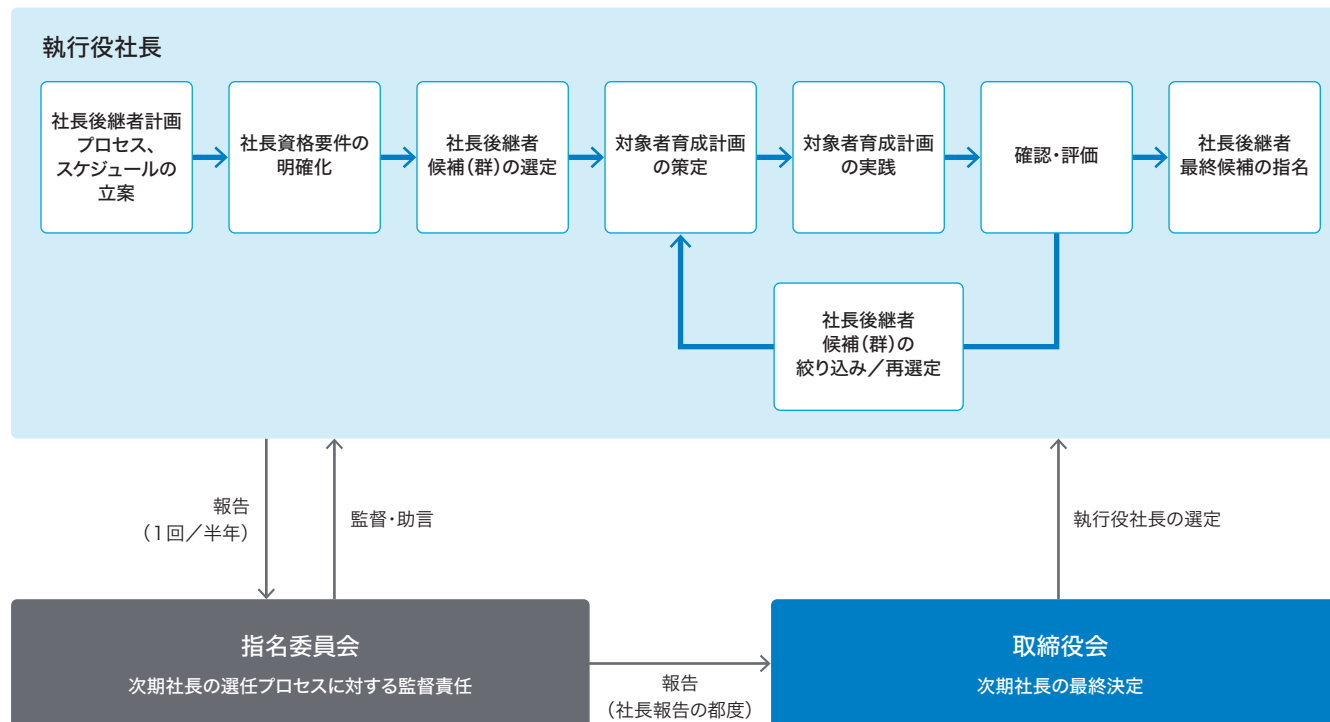 執行役社長
社長後継者計画
プロセス、
スケジュールの
立案
社長資格要件の
明確化
社長後継者
候補(群)の選定
対象者育成計画
の策定
対象者育成計画
の実践
確認・評価
社長後継者
最終候補の指名
社長後継者
候補(群)の
絞り込み／再選定
報告
（1回／半年）
監督・助言
執行役社長の選定
指名委員会
次期社長の選任プロセスに対する監督責任
報告
（社長報告の都度）
取締役会
次期社長の最終決定